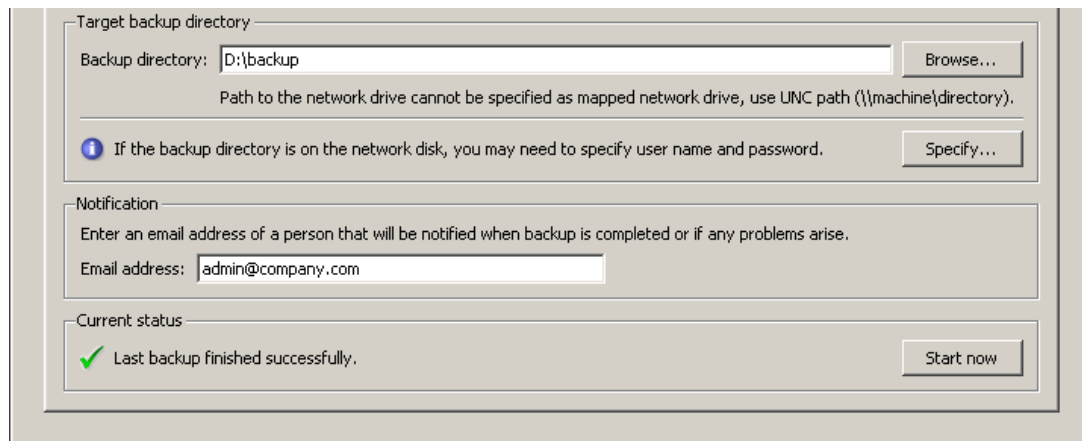 Target backup directory
Backup directory: D:\backup Browse...
Path to the network drive cannot be specified as mapped network drive, use UNC path (\\machine\directory).
If the backup directory is on the network disk, you may need to specify user name and password. Specify...
Notification
Enter an email address of a person that will be notified when backup is completed or if any problems arise.
Email address: admin@company.com
Current status
Last backup finished successfully. Start now